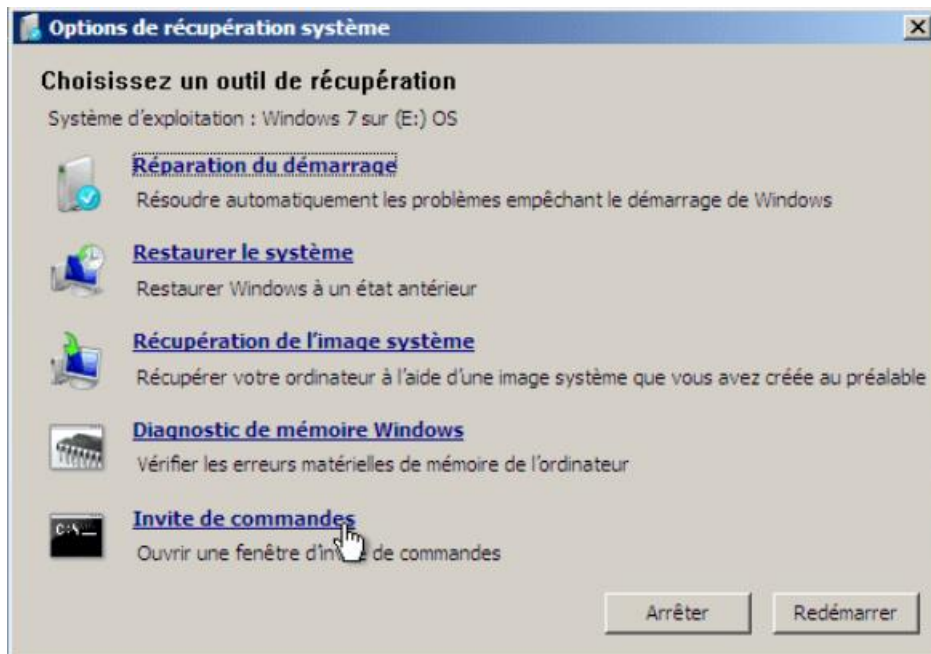 Options de récupération système
Choisissez un outil de récupération
Système d'exploitation : Windows 7 sur (E:) OS
Réparation du démarrage
Résoudre automatiquement les problèmes empêchant le démarrage de Windows
Restaurer le système
Restaurer Windows à un état antérieur
Récupération de l'image système
Récupérer votre ordinateur à l'aide d'une image système que vous avez créée au préalable
Diagnostic de mémoire Windows
Vérifier les erreurs matérielles de mémoire de l'ordinateur
C:\_
Invite de commandes
Ouvrir une fenêtre d'invite de commandes
Arrêter
Redémarrer